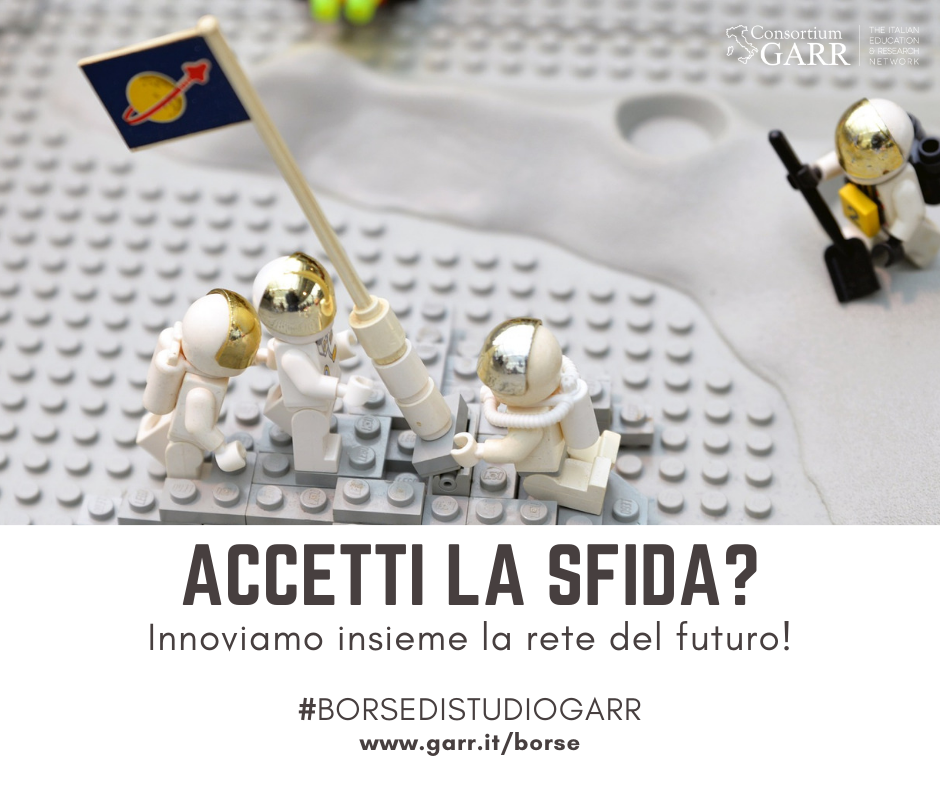 Consortium
GARR
THE ITALIAN
EDUCATION
& RESEARCH
NETWORK
ACCETTI LA SFIDA?
Innoviamo insieme la rete del futuro!
#BORSEDISTUDIOGARR
www.garr.it/borse